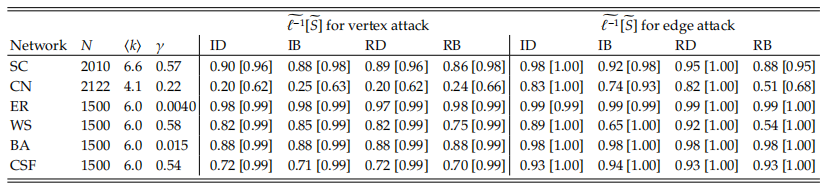 ℓ̃⁻¹[S̃] for vertex attack ℓ̃⁻¹[S̃] for edge attack
Network N ⟨k⟩ γ ID IB RD RB ID IB RD RB
SC 2010 6.6 0.57 0.90 [0.96] 0.88 [0.98] 0.89 [0.96] 0.86 [0.98] 0.98 [1.00] 0.92 [0.98] 0.95 [1.00] 0.88 [0.95]
CN 2122 4.1 0.22 0.20 [0.62] 0.25 [0.63] 0.20 [0.62] 0.24 [0.66] 0.83 [1.00] 0.74 [0.93] 0.82 [1.00] 0.51 [0.68]
ER 1500 6.0 0.0040 0.98 [0.99] 0.98 [0.99] 0.97 [0.99] 0.98 [0.99] 0.99 [0.99] 0.99 [0.99] 0.99 [0.99] 0.99 [1.00]
WS 1500 6.0 0.58 0.82 [0.99] 0.85 [0.99] 0.82 [0.99] 0.75 [0.99] 0.89 [1.00] 0.65 [1.00] 0.92 [1.00] 0.54 [1.00]
BA 1500 6.0 0.015 0.88 [0.99] 0.88 [0.99] 0.88 [0.99] 0.88 [0.99] 0.98 [1.00] 0.98 [1.00] 0.98 [1.00] 0.98 [1.00]
CSF 1500 6.0 0.54 0.72 [0.99] 0.71 [0.99] 0.72 [0.99] 0.70 [0.99] 0.93 [1.00] 0.94 [1.00] 0.93 [1.00] 0.93 [1.00]